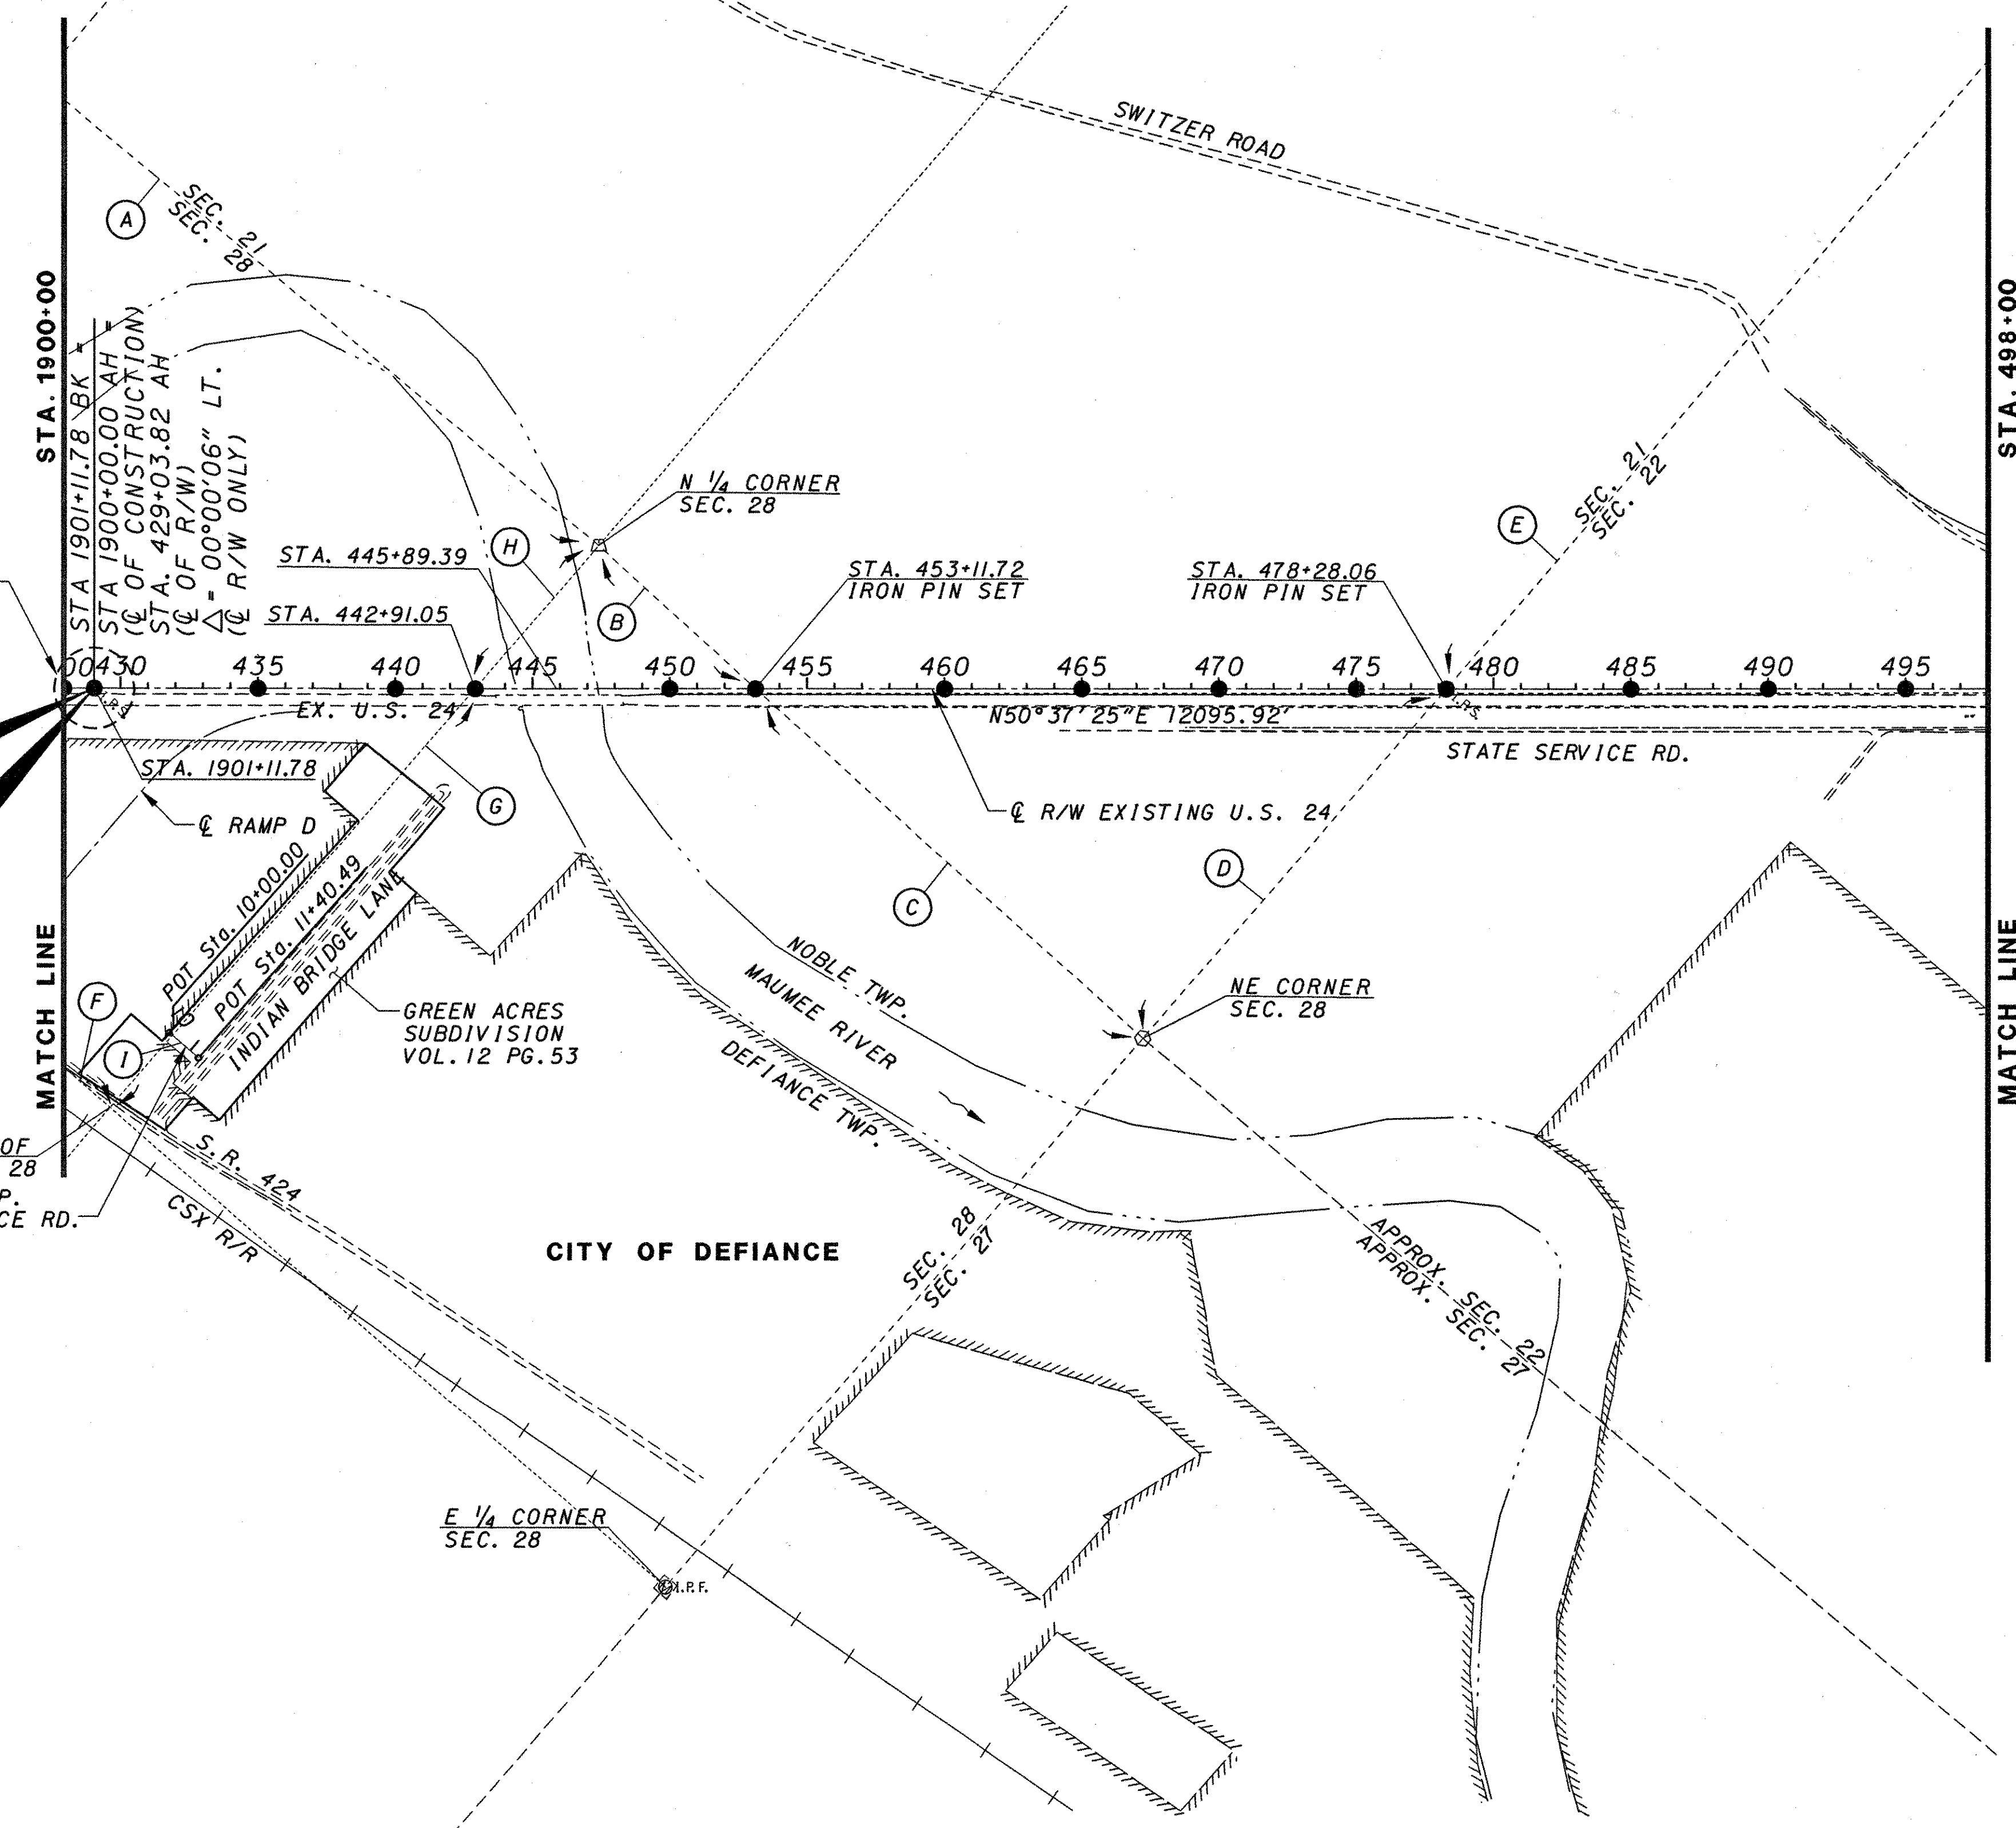 SWITZER ROAD
A
SEC. 21
SEC. 28
STA. 1900+00
MATCH LINE
STA 1901+11.78 BK =
STA 1900+00.00 AH =
(℄ OF CONSTRUCTION)
STA. 429+03.82 AH
(℄ OF R/W)
Δ = 00°00'06" LT.
(℄ R/W ONLY)
STA. 498+00
MATCH LINE
N 1/4 CORNER
SEC. 28
H
B
E
SEC. 21
SEC. 22
STA. 445+89.39
STA. 442+91.05
STA. 453+11.72
IRON PIN SET
STA. 478+28.06
IRON PIN SET
00 430 435 440 445 450 455 460 465 470 475 480 485 490 495
EX. U.S. 24
N50°37'25"E 12095.92'
I.P.S.
STATE SERVICE RD.
STA. 1901+11.78
℄ RAMP D
G
℄ R/W EXISTING U.S. 24
D
C
POT Sta. 10+00.00
POT Sta. 11+40.49
INDIAN BRIDGE LANE
F
I
GREEN ACRES
SUBDIVISION
VOL. 12 PG. 53
NOBLE TWP.
MAUMEE RIVER
DEFIANCE TWP.
NE CORNER
SEC. 28
OF
28
P.
CE RD.
S.R. 424
CSX R/R
CITY OF DEFIANCE
SEC. 28
SEC. 27
APPROX. SEC. 22
APPROX. SEC. 27
E 1/4 CORNER
SEC. 28
I.P.F.